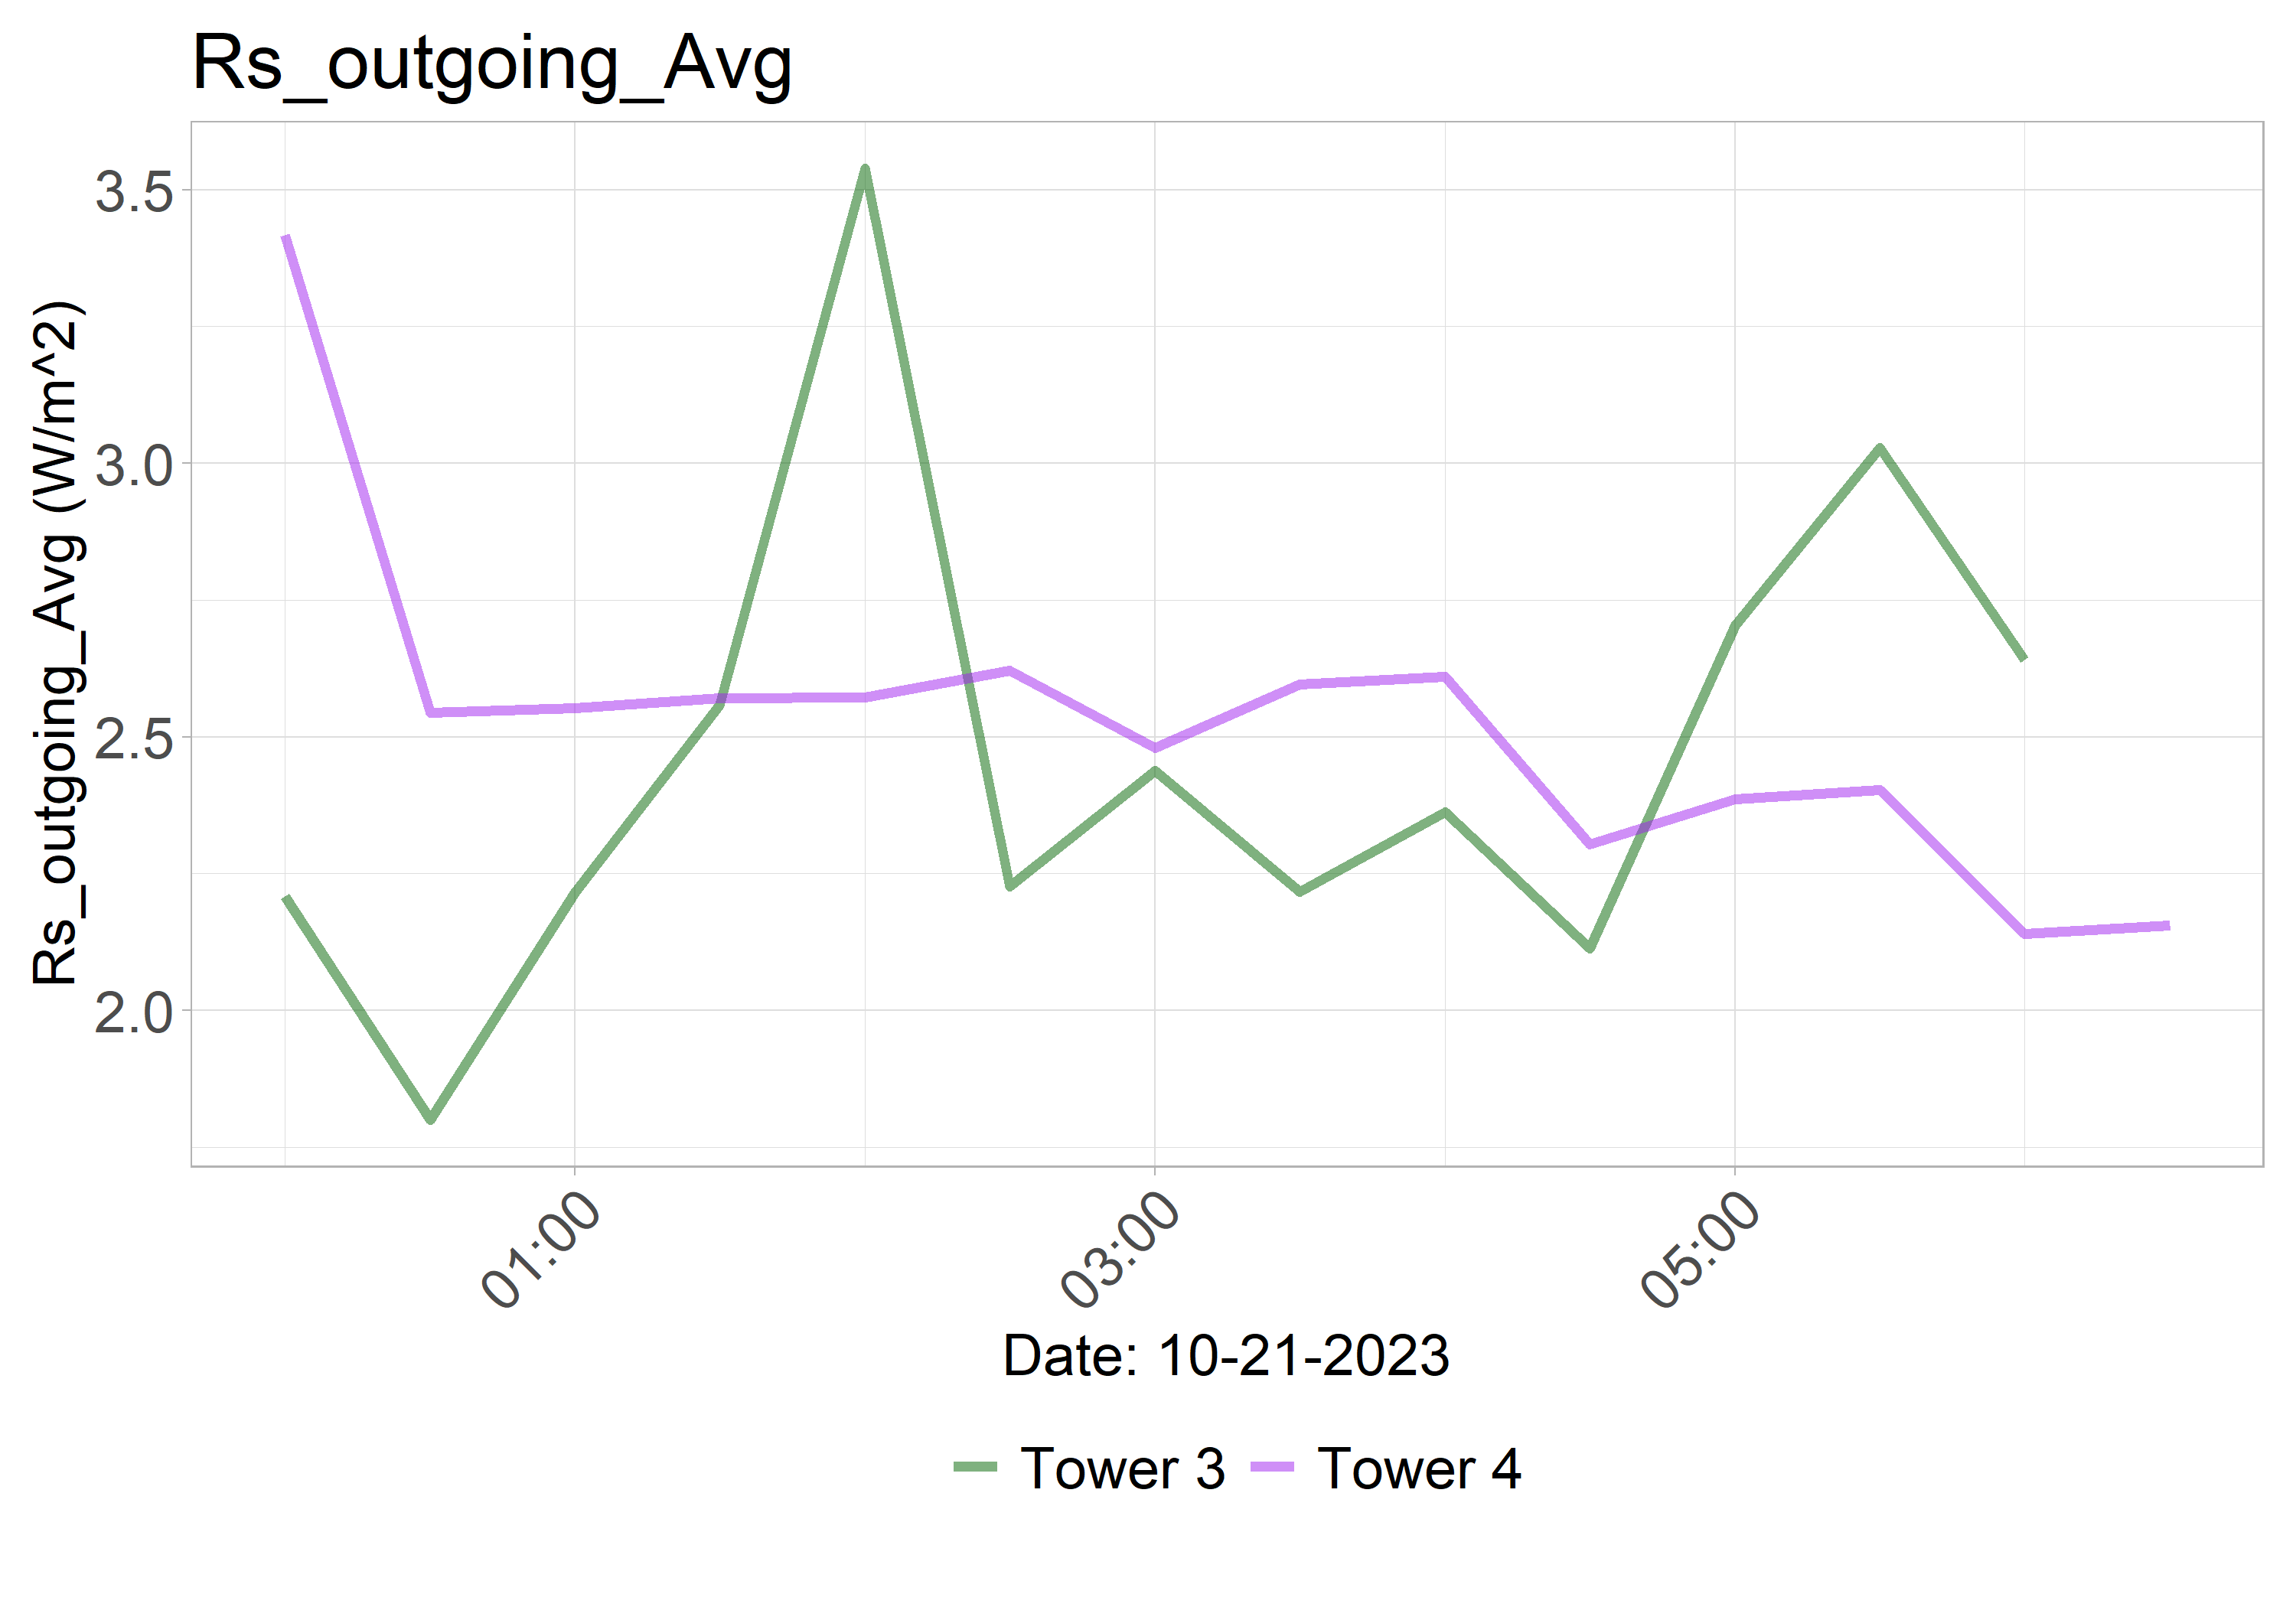 Rs_outgoing_Avg
Rs_outgoing_Avg (W/m^2)
3.5
3.0
2.5
2.0
01:00
03:00
05:00
Date: 10-21-2023
Tower 3
Tower 4